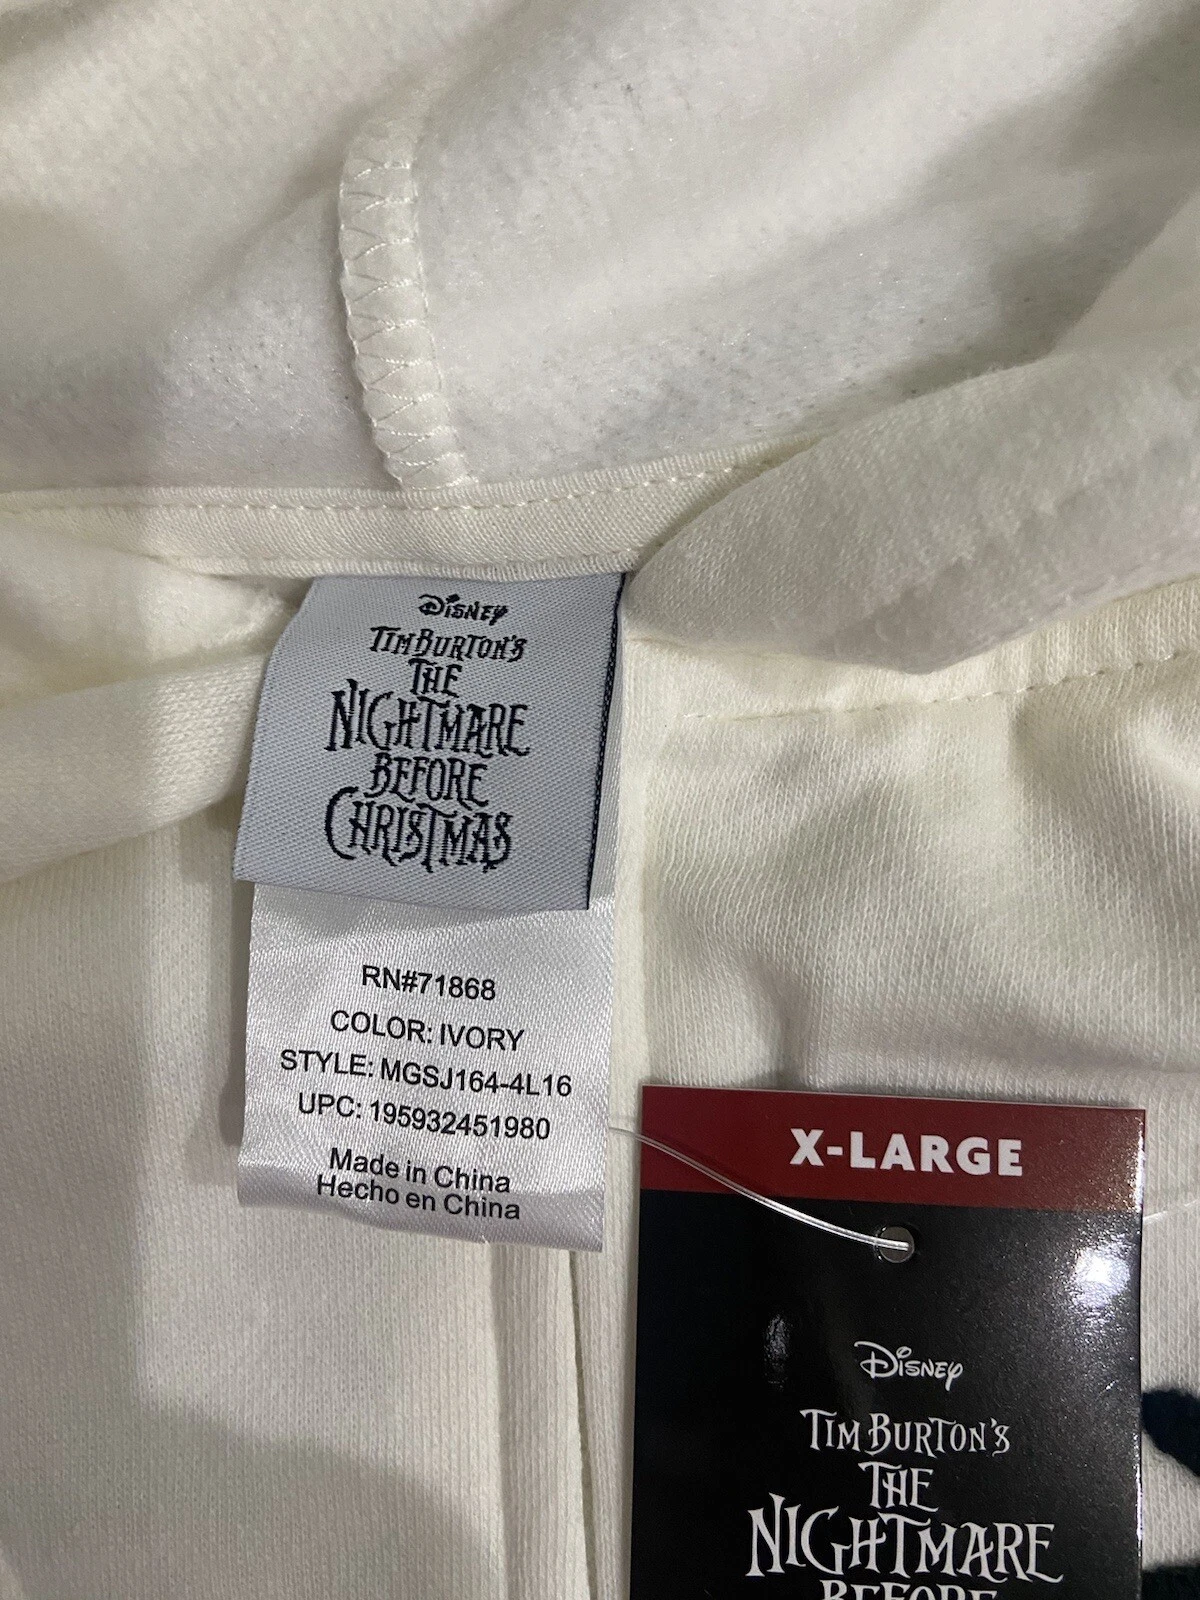 Disney
Tim Burton's
The
Nightmare
Before
Christmas
RN#71868
COLOR: IVORY
STYLE: MGSJ164-4L16
UPC: 195932451980
Made in China
Hecho en China
X-LARGE
Disney
Tim Burton's
The
Nightmare
Before